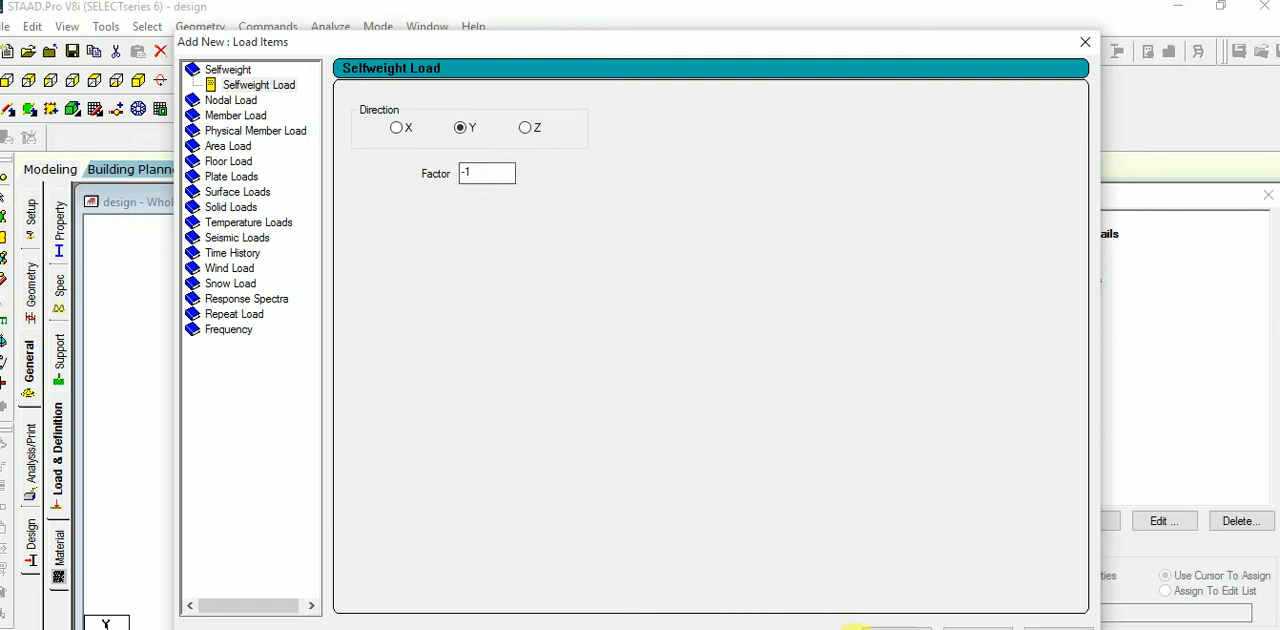 STAAD.Pro V8i (SELECTseries 6) - design
Edit View Tools Select Geometry Commands Analyze Mode Window Help
Add New : Load Items
Selfweight
Selfweight Load
Nodal Load
Member Load
Physical Member Load
Area Load
Floor Load
Plate Loads
Surface Loads
Solid Loads
Temperature Loads
Seismic Loads
Time History
Wind Load
Snow Load
Response Spectra
Repeat Load
Frequency
Selfweight Load
Direction
X Y Z
Factor -1
Modeling Building Plann
design - Whol
Setup
Geometry
General
Analysis/Print
Design
Property
Spec
Support
Load & Definition
Material
Y
ails
Edit ... Delete...
ties
Use Cursor To Assign
Assign To Edit List